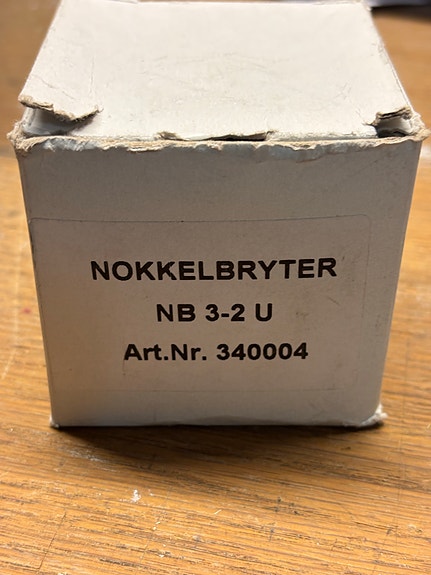 NOKKELBRYTER
NB 3-2 U
Art.Nr. 340004